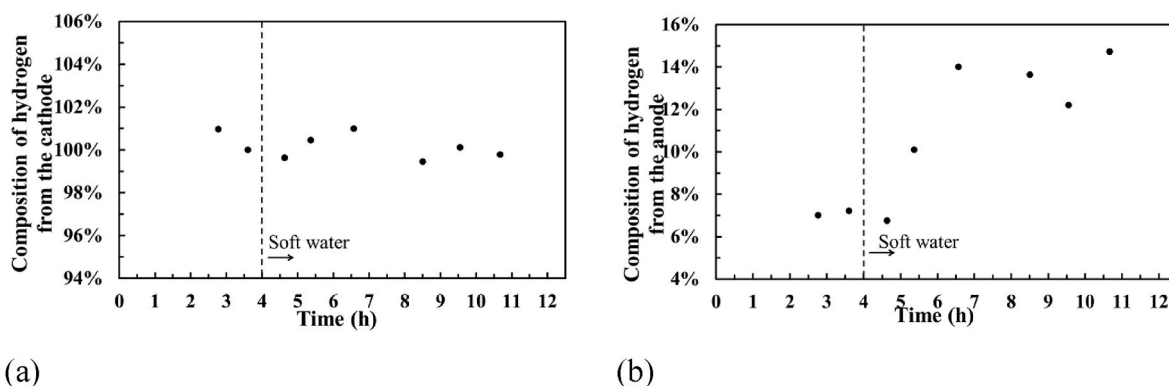 Composition of hydrogen
from the cathode
106%
104%
102%
100%
98%
96%
94%
Soft water
0 1 2 3 4 5 6 7 8 9 10 11 12
Time (h)
(a)
Composition of hydrogen
from the anode
16%
14%
12%
10%
8%
6%
4%
Soft water
0 1 2 3 4 5 6 7 8 9 10 11 12
Time (h)
(b)